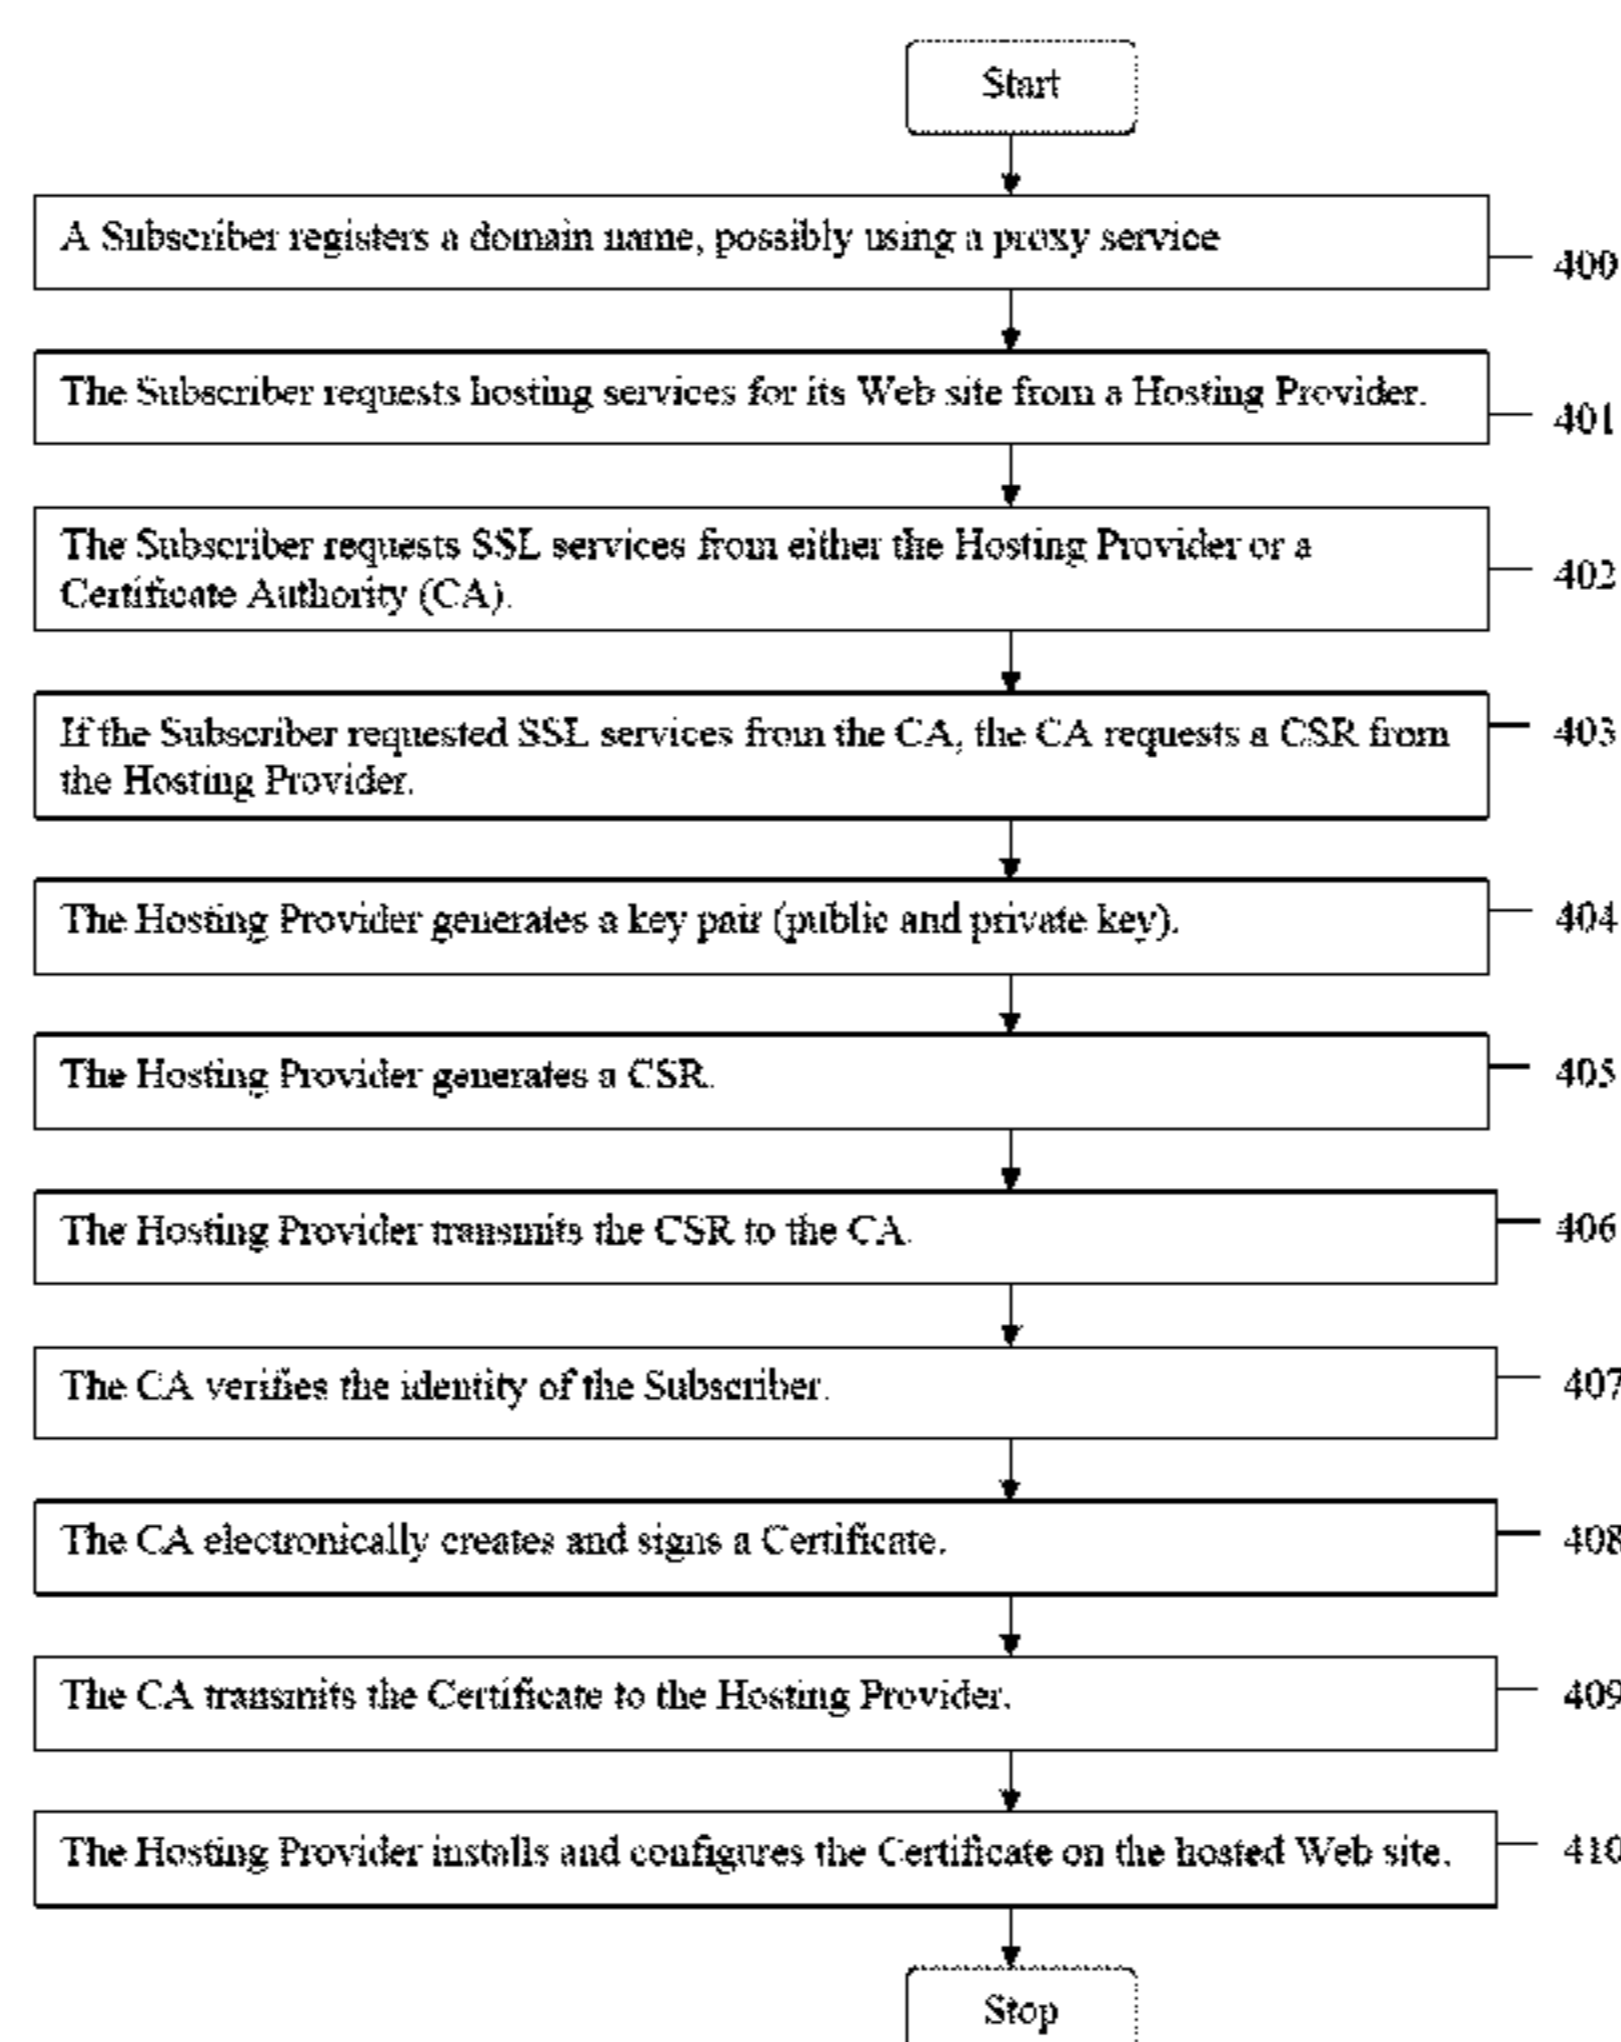 Start
A Subscriber registers a domain name, possibly using a proxy service
400
The Subscriber requests hosting services for its Web site from a Hosting Provider.
401
The Subscriber requests SSL services from either the Hosting Provider or a
Certificate Authority (CA).
402
If the Subscriber requested SSL services from the CA, the CA requests a CSR from
the Hosting Provider.
403
The Hosting Provider generates a key pair (public and private key).
404
The Hosting Provider generates a CSR.
405
The Hosting Provider transmits the CSR to the CA.
406
The CA verifies the identity of the Subscriber.
407
The CA electronically creates and signs a Certificate.
408
The CA transmits the Certificate to the Hosting Provider.
409
The Hosting Provider installs and configures the Certificate on the hosted Web site.
410
Stop